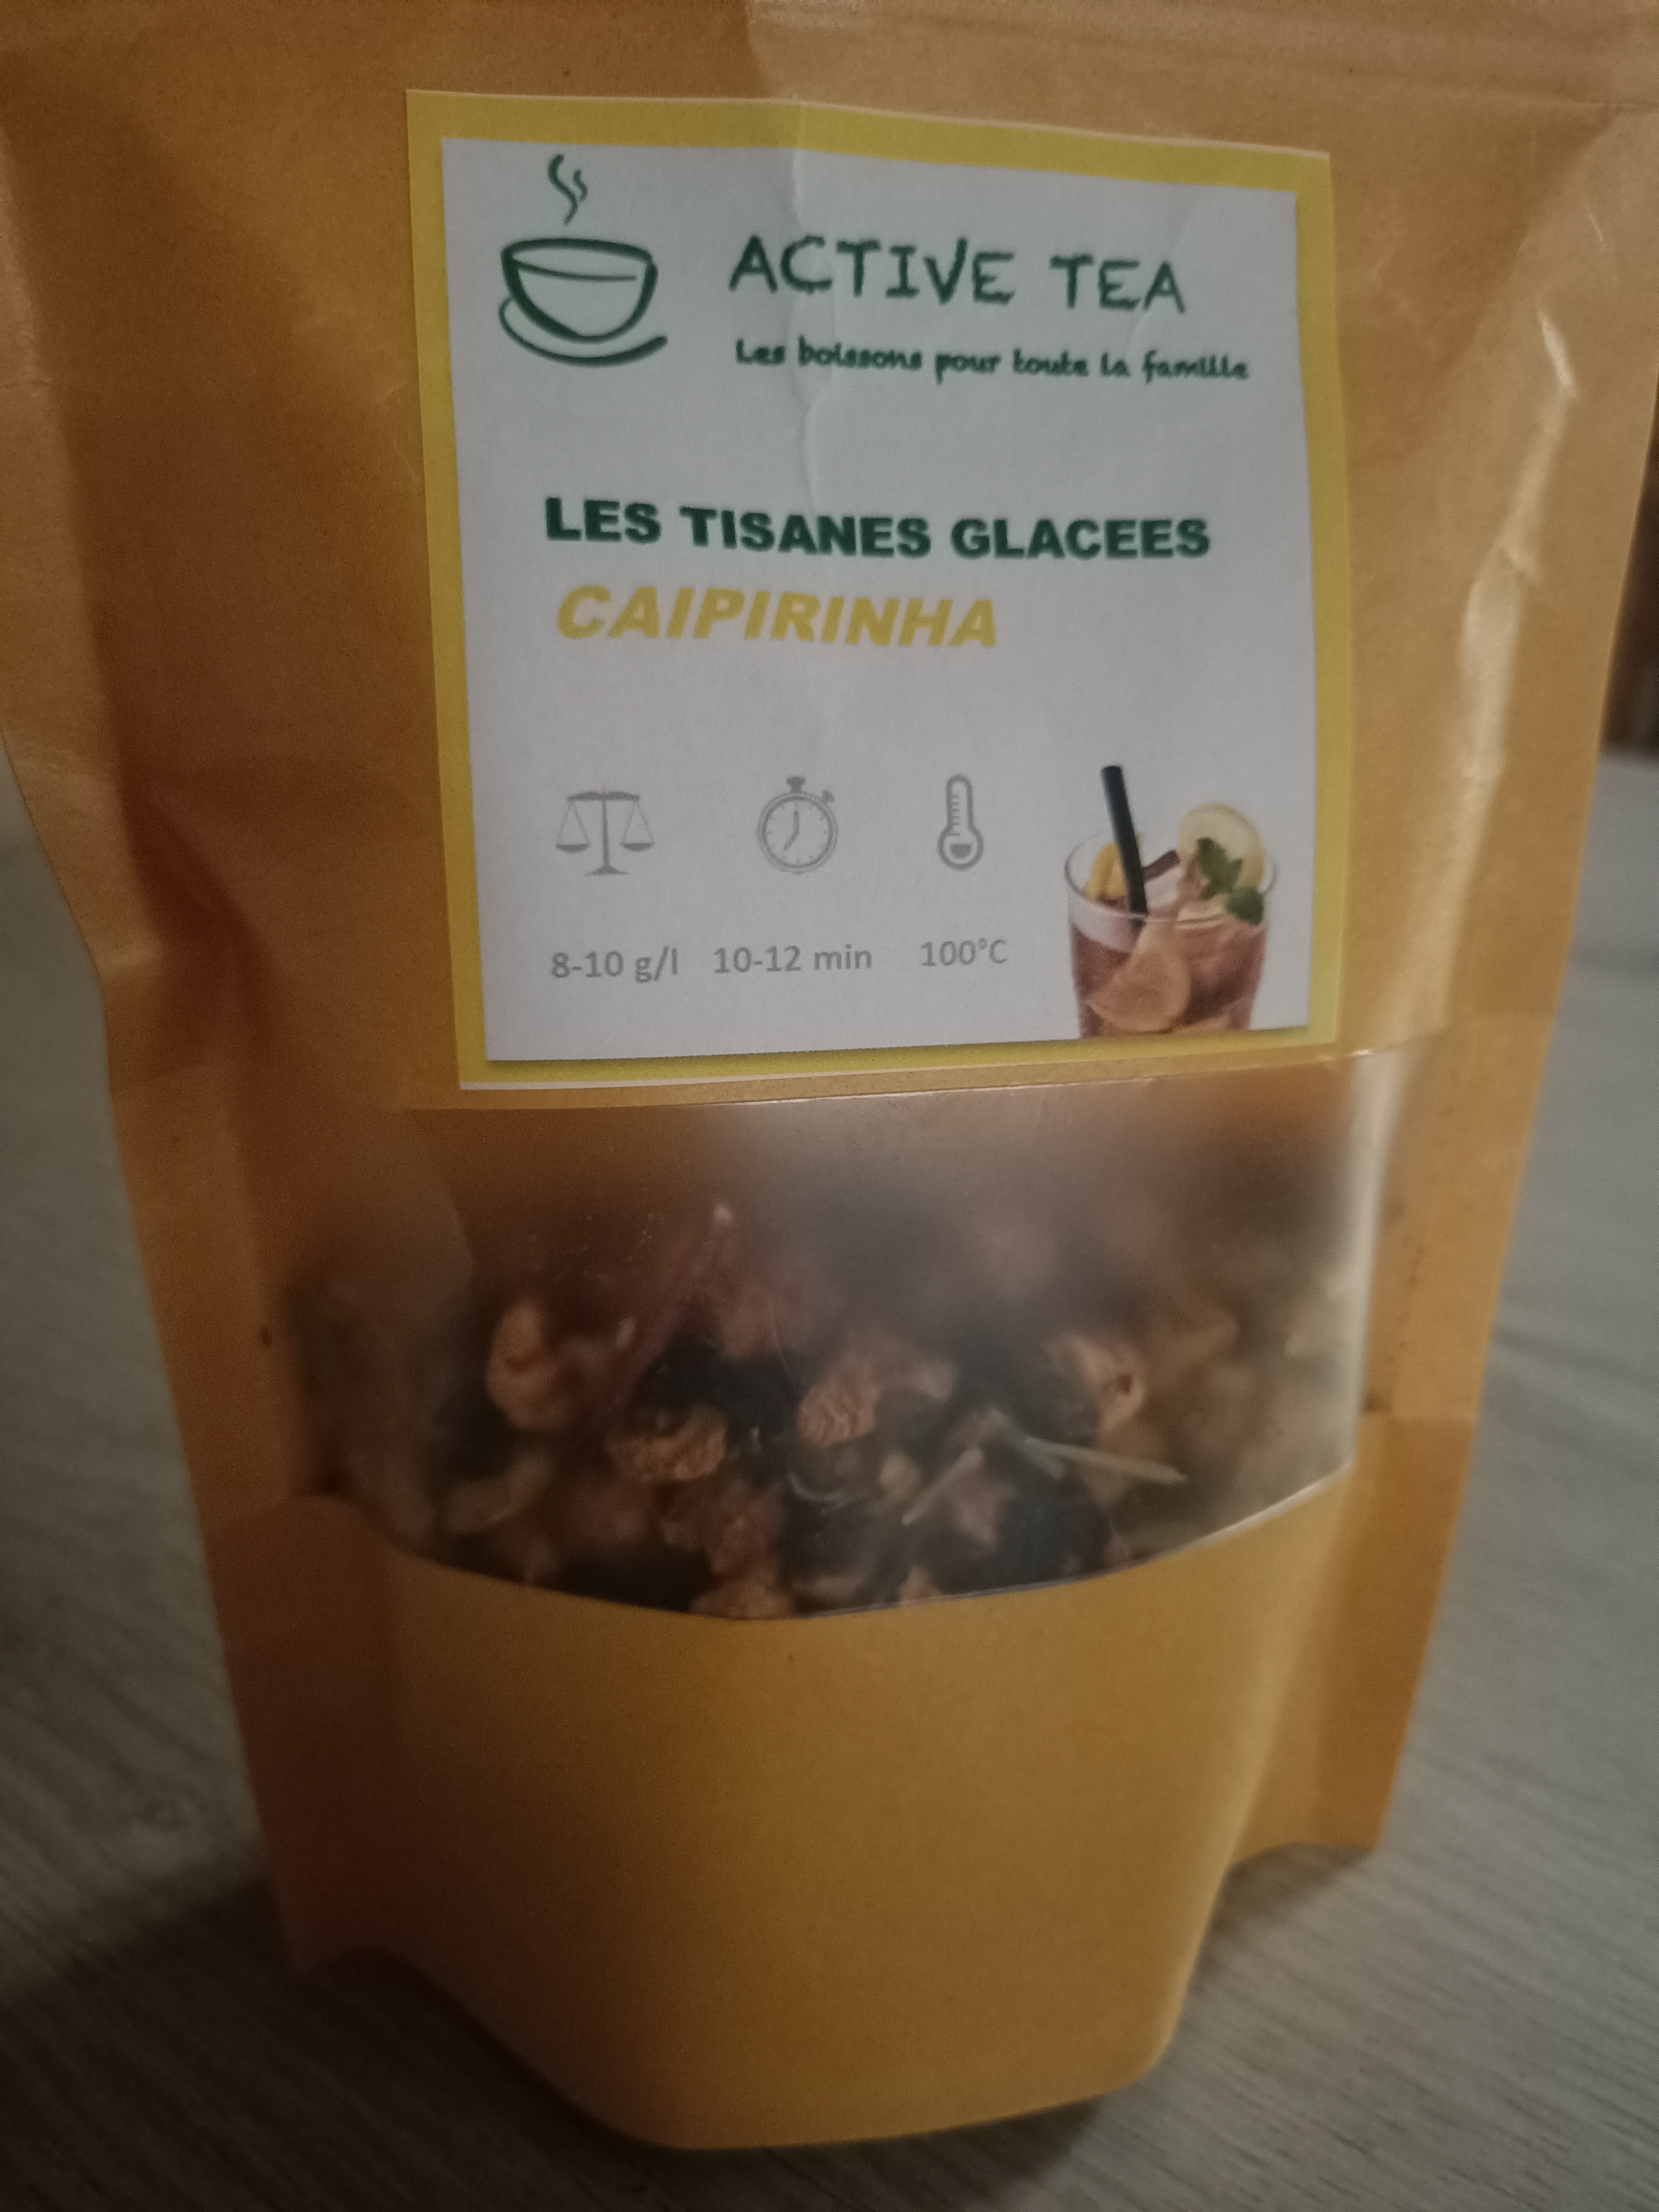 ACTIVE TEA
Les boissons pour toute la famille
LES TISANES GLACEES
CAIPIRINHA
8-10 g/l 10-12 min 100°C